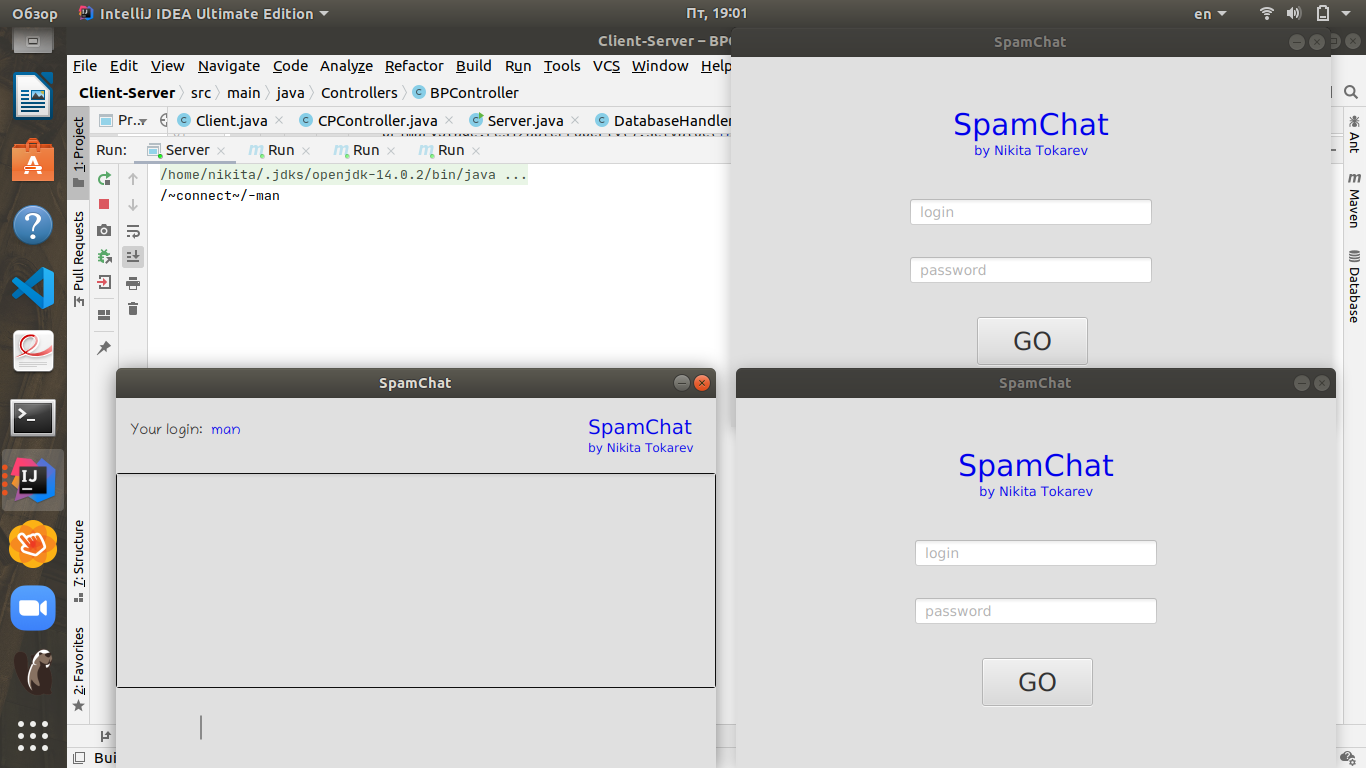 Обзор IntelliJ IDEA Ultimate Edition Пт, 19:01 en
Client-Server – BPC
File Edit View Navigate Code Analyze Refactor Build Run Tools VCS Window Help
Client-Server src main java Controllers BPController
Pr... Client.java CPController.java Server.java DatabaseHandler
Run: Server Run Run Run
/home/nikita/.jdks/openjdk-14.0.2/bin/java ...
/~connect~/-man
1: Project
Pull Requests
7: Structure
2: Favorites
Bui
Ant
Maven
Database
SpamChat
SpamChat
by Nikita Tokarev
login
password
GO
SpamChat
Your login: man
SpamChat
by Nikita Tokarev
SpamChat
SpamChat
by Nikita Tokarev
login
password
GO